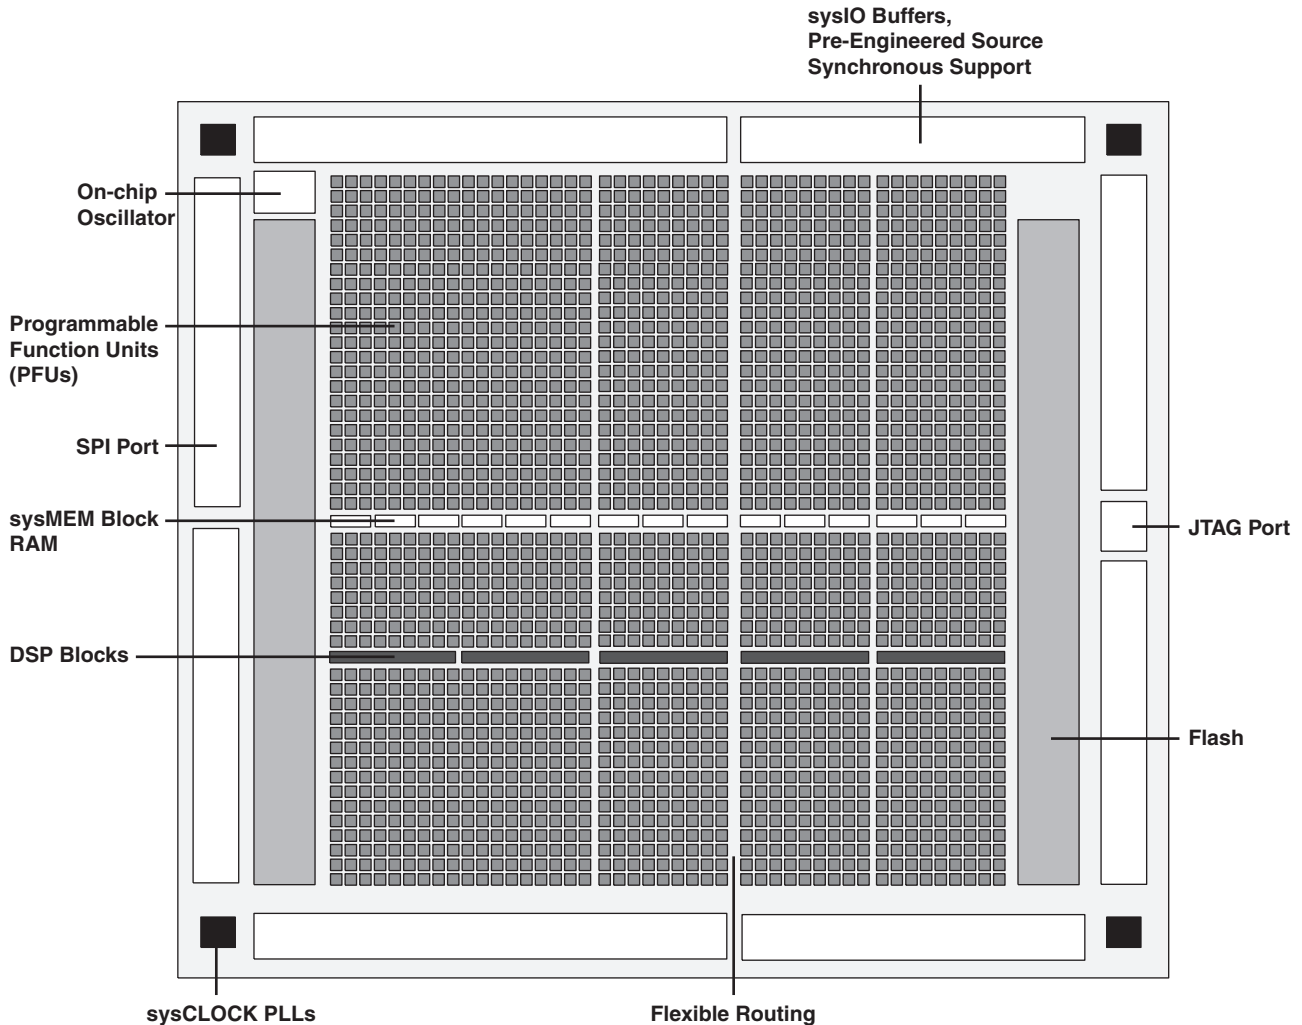 sysIO Buffers,
Pre-Engineered Source
Synchronous Support
On-chip
Oscillator
Programmable
Function Units
(PFUs)
SPI Port
sysMEM Block
RAM
JTAG Port
DSP Blocks
Flash
sysCLOCK PLLs
Flexible Routing